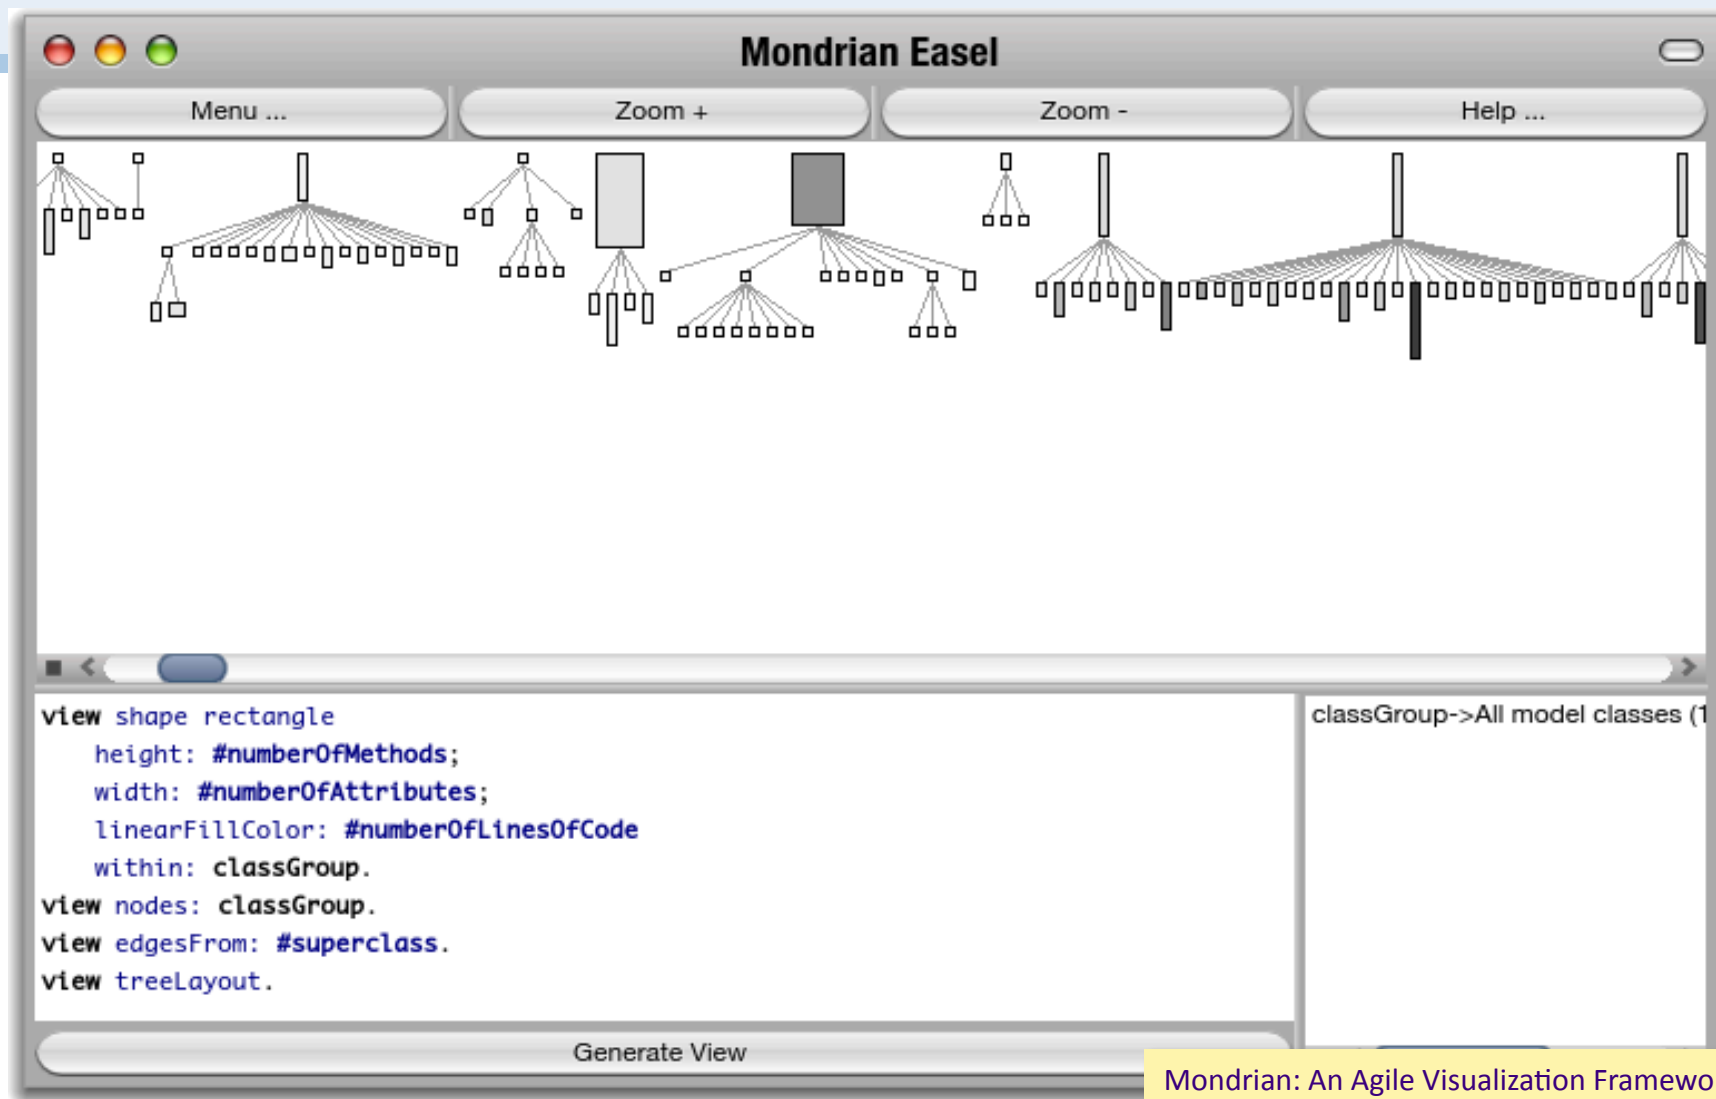 Mondrian Easel
Menu ...
Zoom +
Zoom -
Help ...
view shape rectangle
height: #numberOfMethods;
width: #numberOfAttributes;
linearFillColor: #numberOfLinesOfCode
within: classGroup.
view nodes: classGroup.
view edgesFrom: #superclass.
view treeLayout.
classGroup->All model classes (1
Generate View
Mondrian: An Agile Visualization Framewo